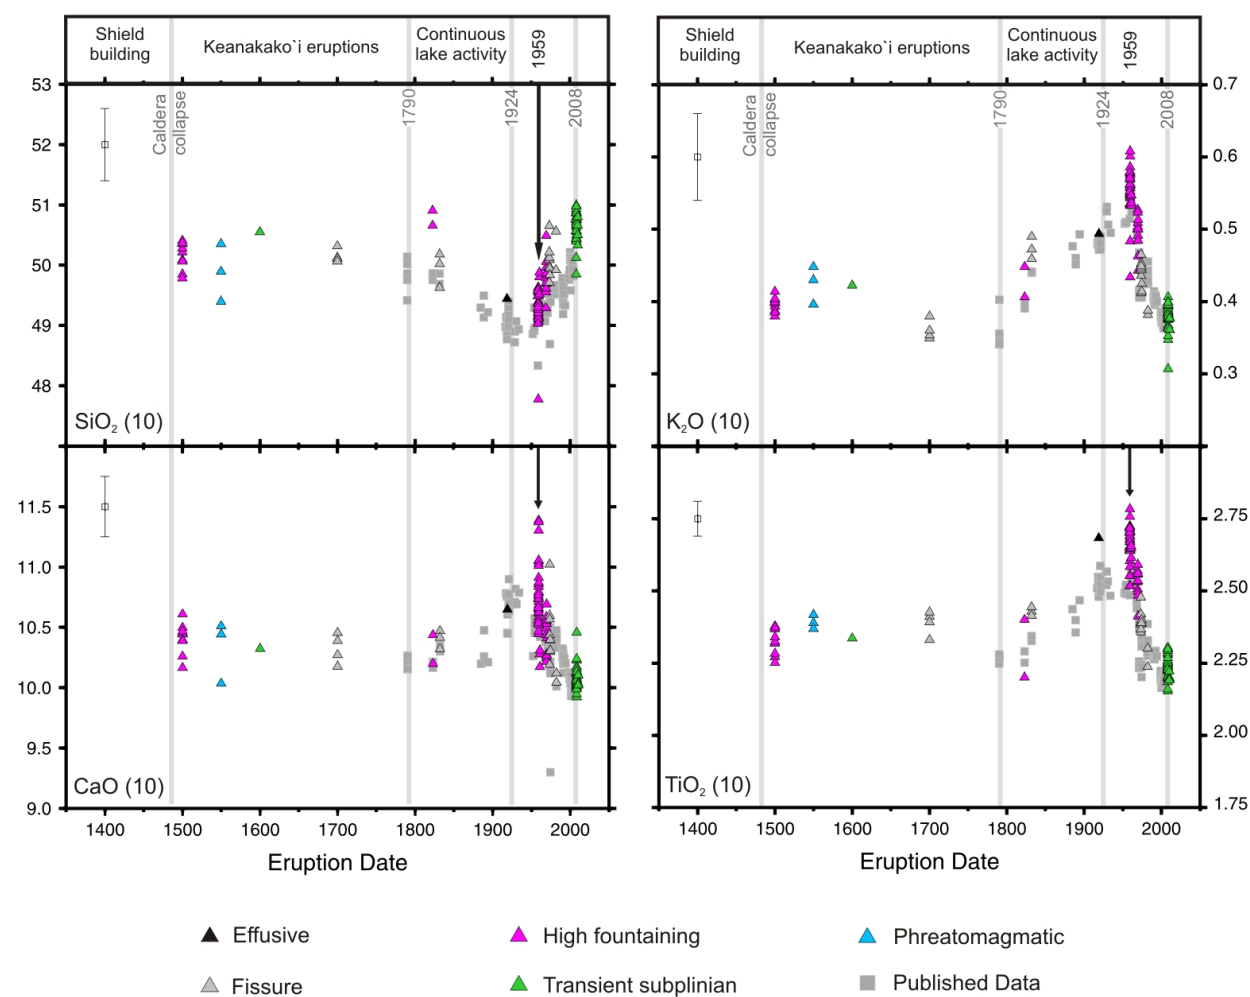 Shield
building
Keanakako`i eruptions
Continuous
lake activity
1959
Shield
building
Keanakako`i eruptions
Continuous
lake activity
1959
53
52
51
50
49
48
Caldera
collapse
1790
1924
2008
SiO₂ (10)
Caldera
collapse
1790
1924
2008
K₂O (10)
0.7
0.6
0.5
0.4
0.3
11.5
11.0
10.5
10.0
9.5
9.0
CaO (10)
TiO₂ (10)
2.75
2.50
2.25
2.00
1.75
1400 1500 1600 1700 1800 1900 2000
Eruption Date
1400 1500 1600 1700 1800 1900 2000
Eruption Date
Effusive
High fountaining
Phreatomagmatic
Fissure
Transient subplinian
Published Data